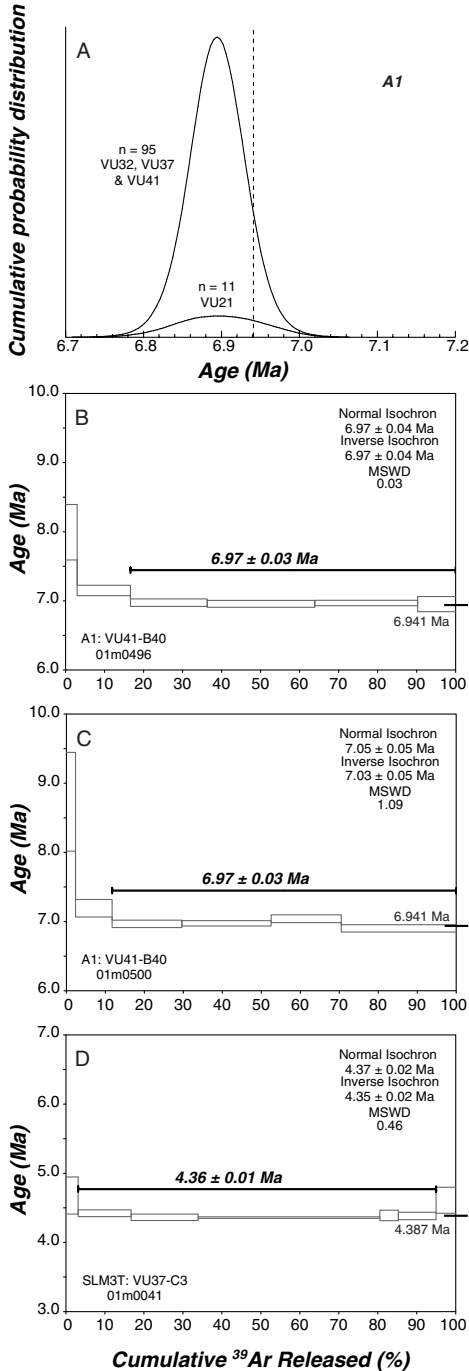 Cumulative probability distribution
A
A1
n = 95
VU32, VU37
& VU41
n = 11
VU21
6.7 6.8 6.9 7.0 7.1 7.2
Age (Ma)
Age (Ma)
10.0
9.0
8.0
7.0
6.0
B
Normal Isochron
6.97 ± 0.04 Ma
Inverse Isochron
6.97 ± 0.04 Ma
MSWD
0.03
6.97 ± 0.03 Ma
6.941 Ma
A1: VU41-B40
01m0496
0 10 20 30 40 50 60 70 80 90 100
Age (Ma)
10.0
9.0
8.0
7.0
6.0
C
Normal Isochron
7.05 ± 0.05 Ma
Inverse Isochron
7.03 ± 0.05 Ma
MSWD
1.09
6.97 ± 0.03 Ma
6.941 Ma
A1: VU41-B40
01m0500
0 10 20 30 40 50 60 70 80 90 100
Age (Ma)
7.0
6.0
5.0
4.0
3.0
D
Normal Isochron
4.37 ± 0.02 Ma
Inverse Isochron
4.35 ± 0.02 Ma
MSWD
0.46
4.36 ± 0.01 Ma
4.387 Ma
SLM3T: VU37-C3
01m0041
0 10 20 30 40 50 60 70 80 90 100
Cumulative ³⁹Ar Released (%)